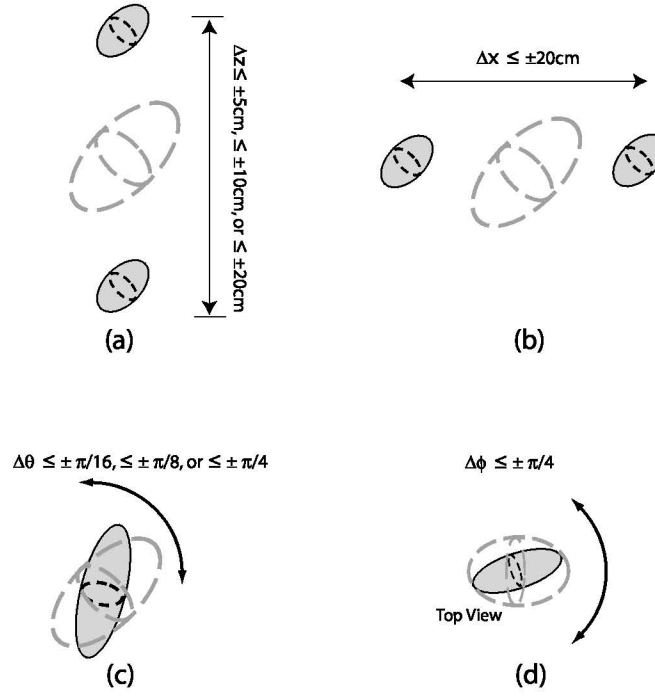 Δz≤ ±5cm, ≤ ±10cm, or ≤ ±20cm
(a)
Δx ≤ ±20cm
(b)
Δθ ≤ ± π/16, ≤ ± π/8, or ≤ ± π/4
(c)
Δϕ ≤ ± π/4
Top View
(d)